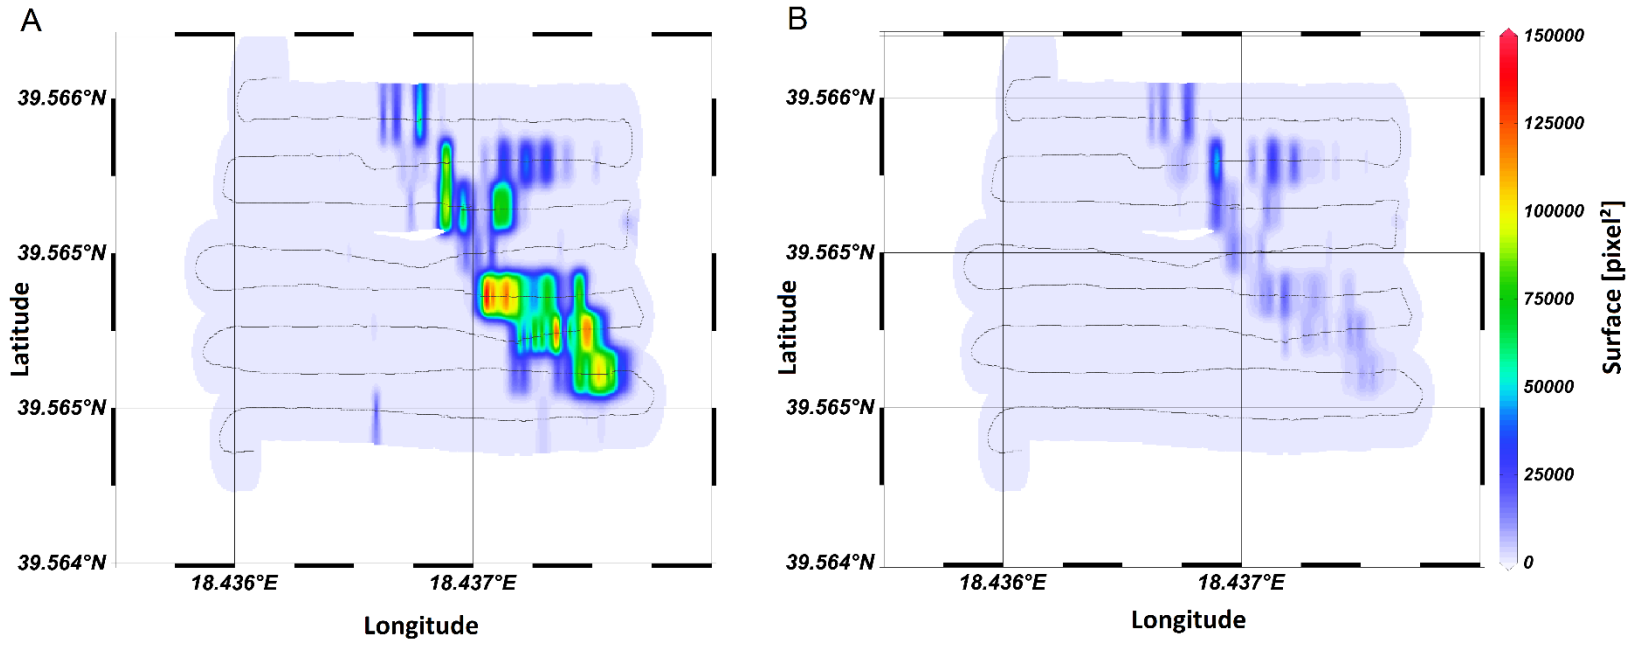 A
B
39.566°N
39.565°N
39.565°N
39.564°N
Latitude
18.436°E
18.437°E
Longitude
39.566°N
39.565°N
39.565°N
39.564°N
Latitude
18.436°E
18.437°E
Longitude
150000
125000
100000
75000
50000
25000
0
Surface [pixel²]